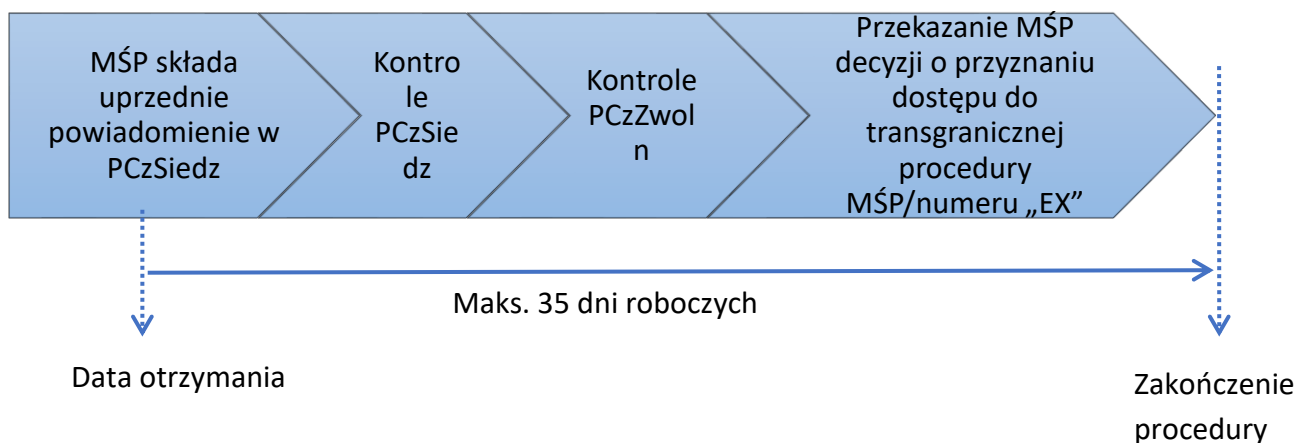 MŚP składa
uprzednie
powiadomienie w
PCzSiedz
Kontro
le
PCzSie
dz
Kontrole
PCzZwol
n
Przekazanie MŚP
decyzji o przyznaniu
dostępu do
transgranicznej
procedury
MŚP/numeru „EX”
Maks. 35 dni roboczych
Data otrzymania
Zakończenie
procedury